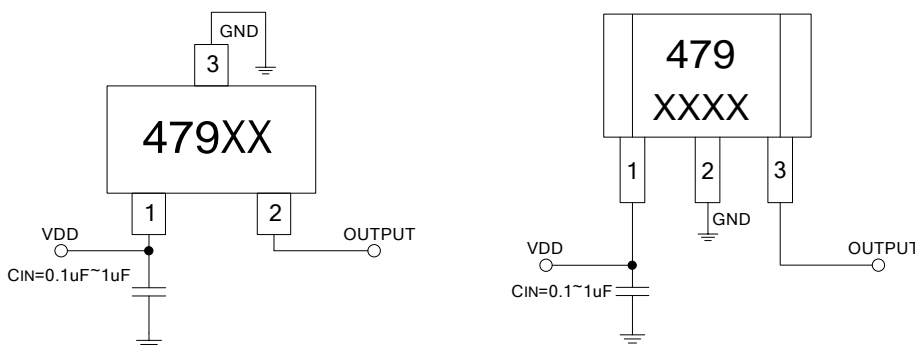 GND
3
479XX
1
2
VDD
OUTPUT
CIN=0.1uF~1uF
479
XXXX
1
2
3
GND
VDD
OUTPUT
CIN=0.1~1uF